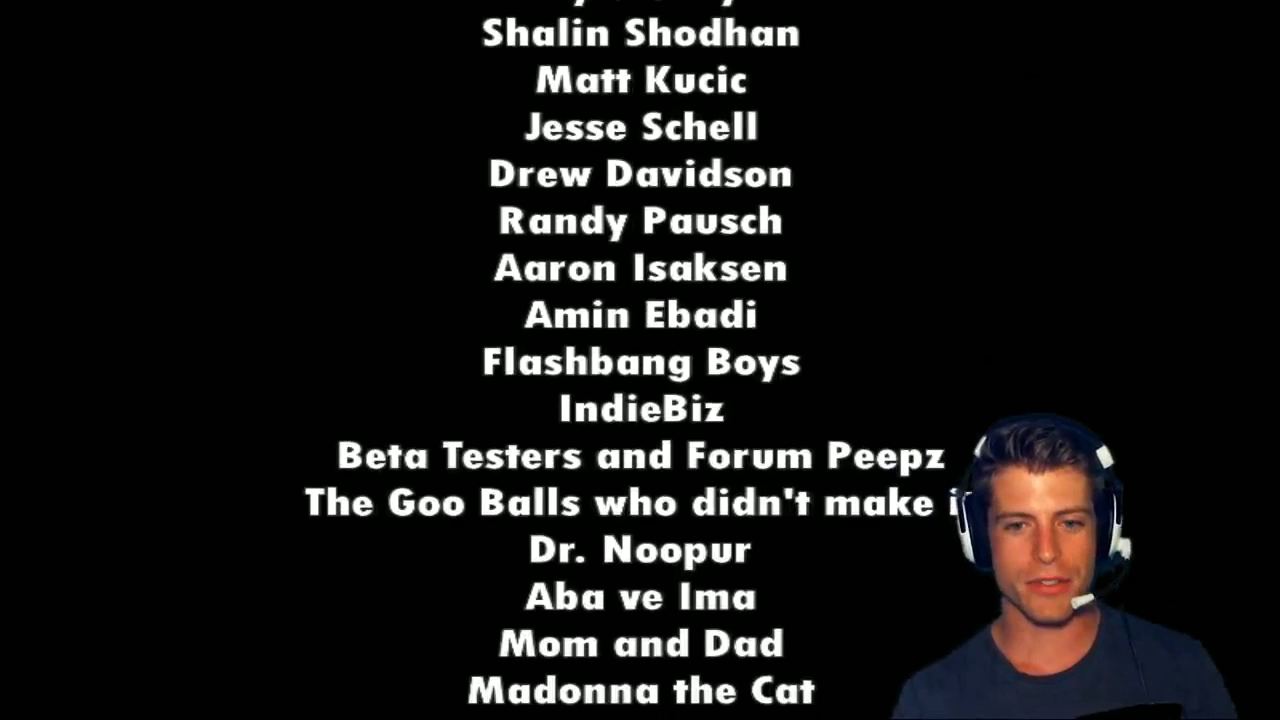 Shalin Shodhan
Matt Kucic
Jesse Schell
Drew Davidson
Randy Pausch
Aaron Isaksen
Amin Ebadi
Flashbang Boys
IndieBiz
Beta Testers and Forum Peepz
The Goo Balls who didn't make
Dr. Noopur
Aba ve Ima
Mom and Dad
Madonna the Cat